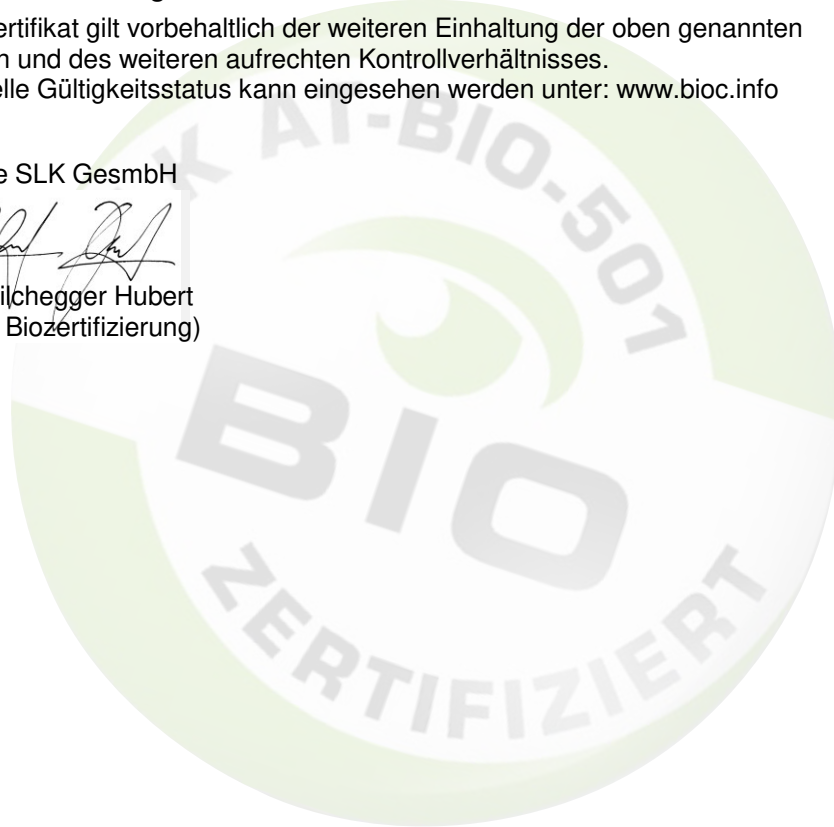 ertifikat gilt vorbehaltlich der weiteren Einhaltung der oben genannten
n und des weiteren aufrechten Kontrollverhältnisses.
elle Gültigkeitsstatus kann eingesehen werden unter: www.bioc.info
e SLK GesmbH
ilchegger Hubert
Biozertifizierung)
K AT-BIO-501
BIO
ZERTIFIZIERT